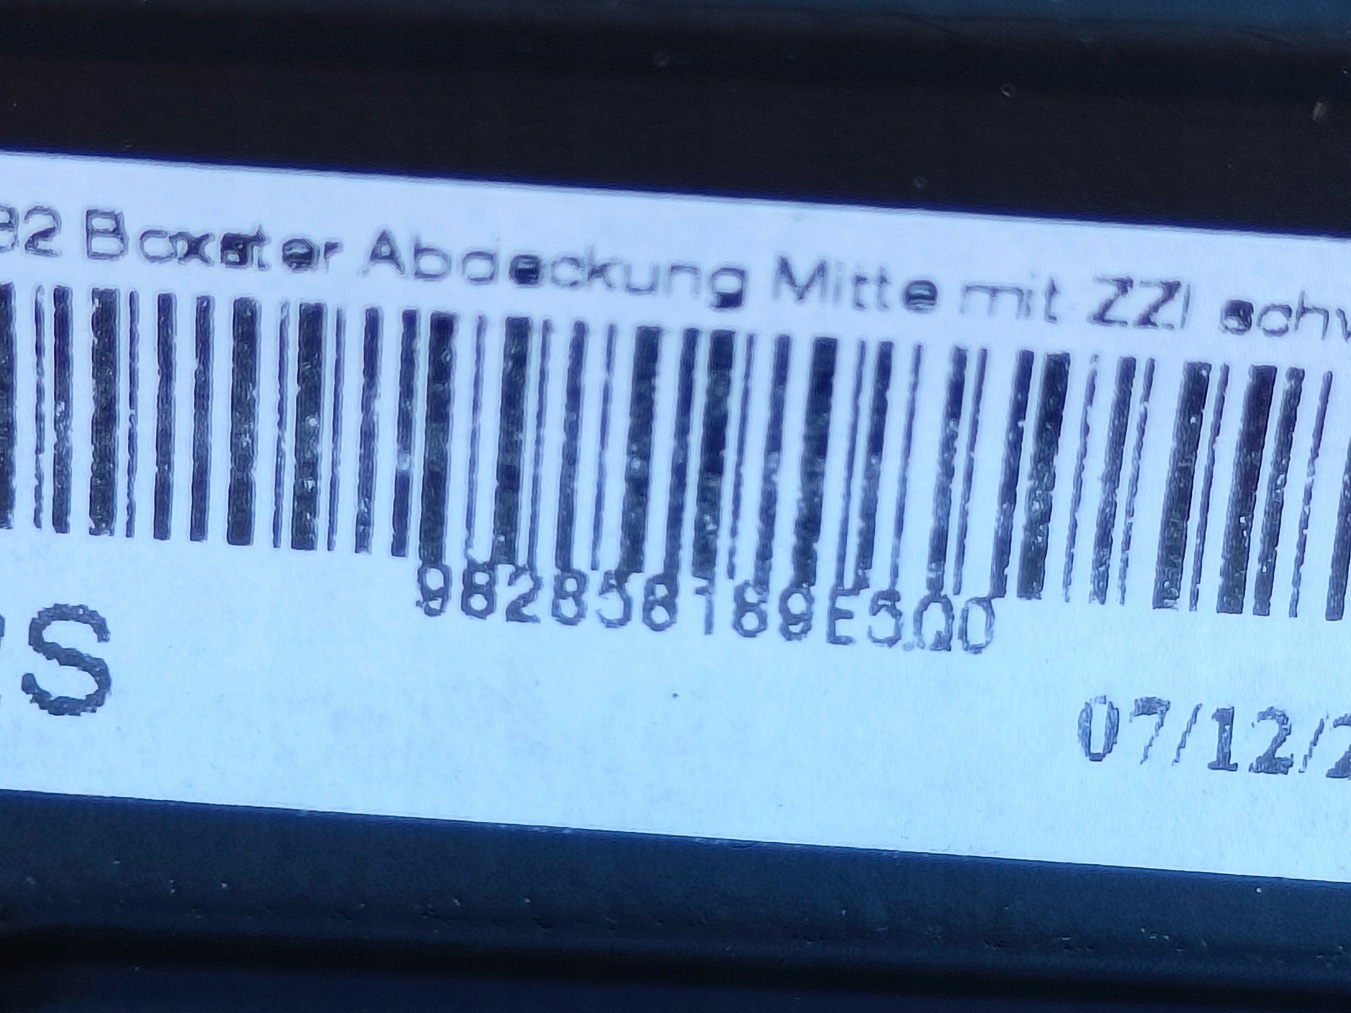 82 Boxster Abdeckung Mitte mit ZZI schw
982858189E5Q0
S
07/12/2